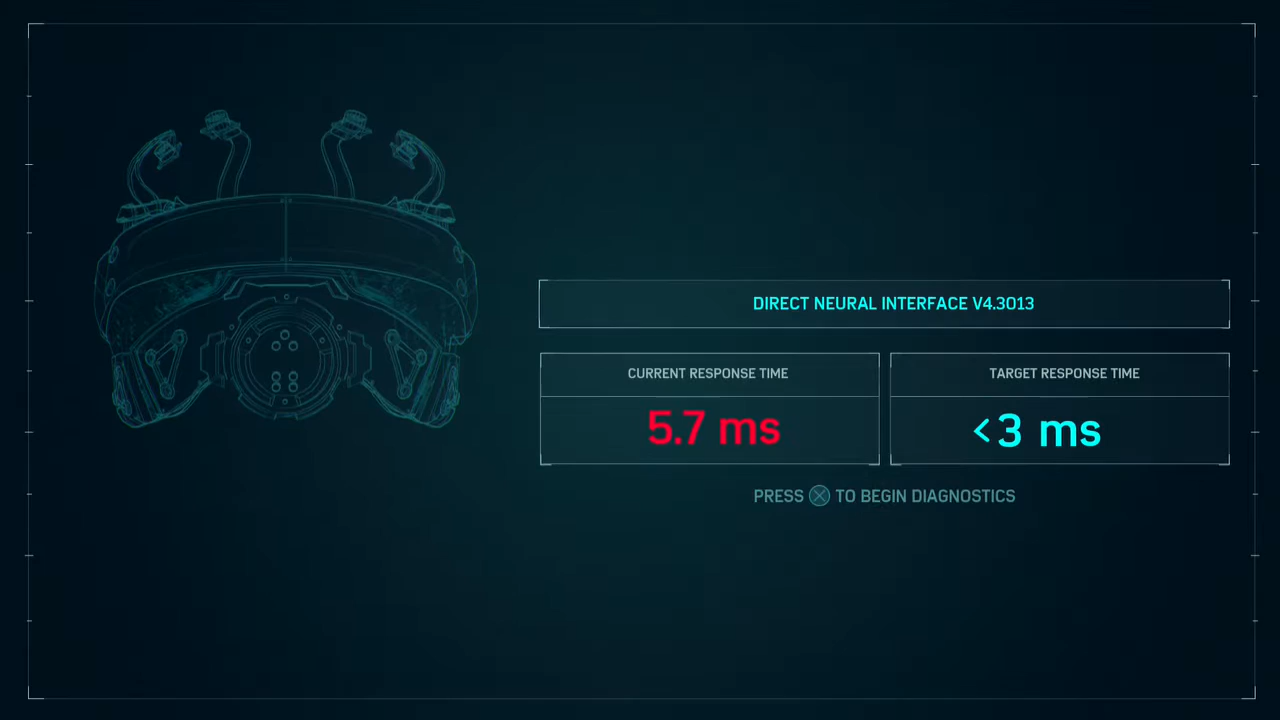 DIRECT NEURAL INTERFACE V4.3013
CURRENT RESPONSE TIME
5.7 ms
TARGET RESPONSE TIME
<3 ms
PRESS ⓧ TO BEGIN DIAGNOSTICS